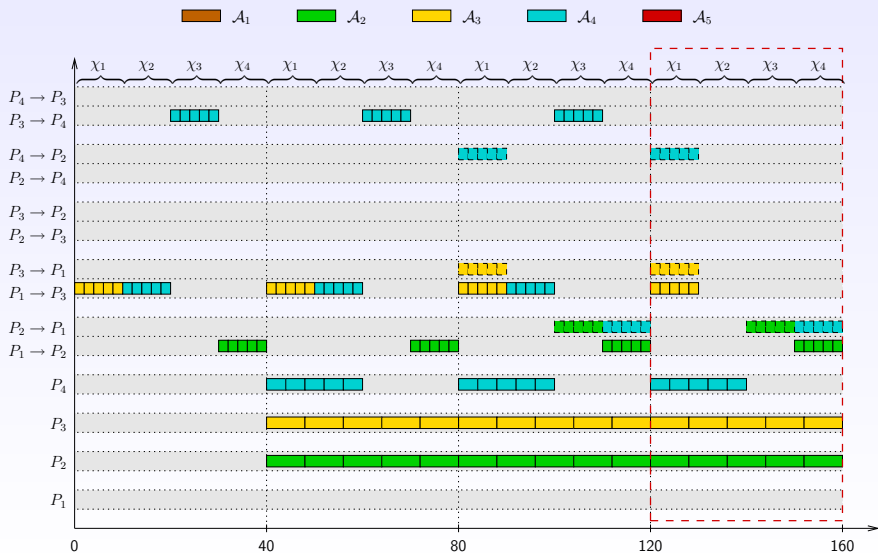 𝒜₁ 𝒜₂ 𝒜₃ 𝒜₄ 𝒜₅
χ₁ χ₂ χ₃ χ₄ χ₁ χ₂ χ₃ χ₄ χ₁ χ₂ χ₃ χ₄ χ₁ χ₂ χ₃ χ₄
P₄ → P₃
P₃ → P₄
P₄ → P₂
P₂ → P₄
P₃ → P₂
P₂ → P₃
P₃ → P₁
P₁ → P₃
P₂ → P₁
P₁ → P₂
P₄
P₃
P₂
P₁
0 40 80 120 160